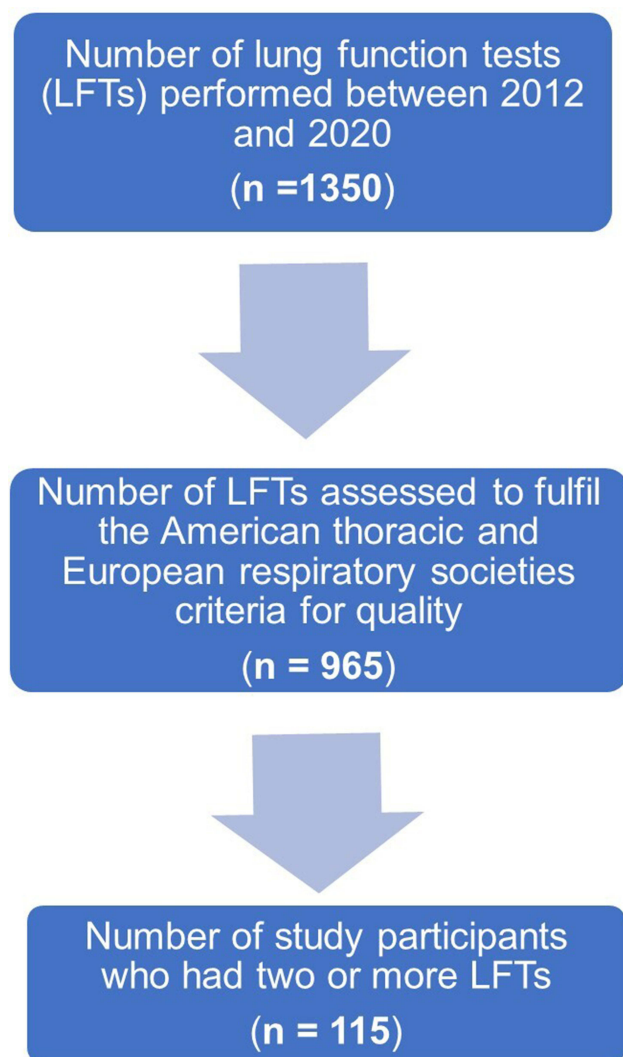 Number of lung function tests
(LFTs) performed between 2012
and 2020
(n =1350)
Number of LFTs assessed to fulfil
the American thoracic and
European respiratory societies
criteria for quality
(n = 965)
Number of study participants
who had two or more LFTs
(n = 115)